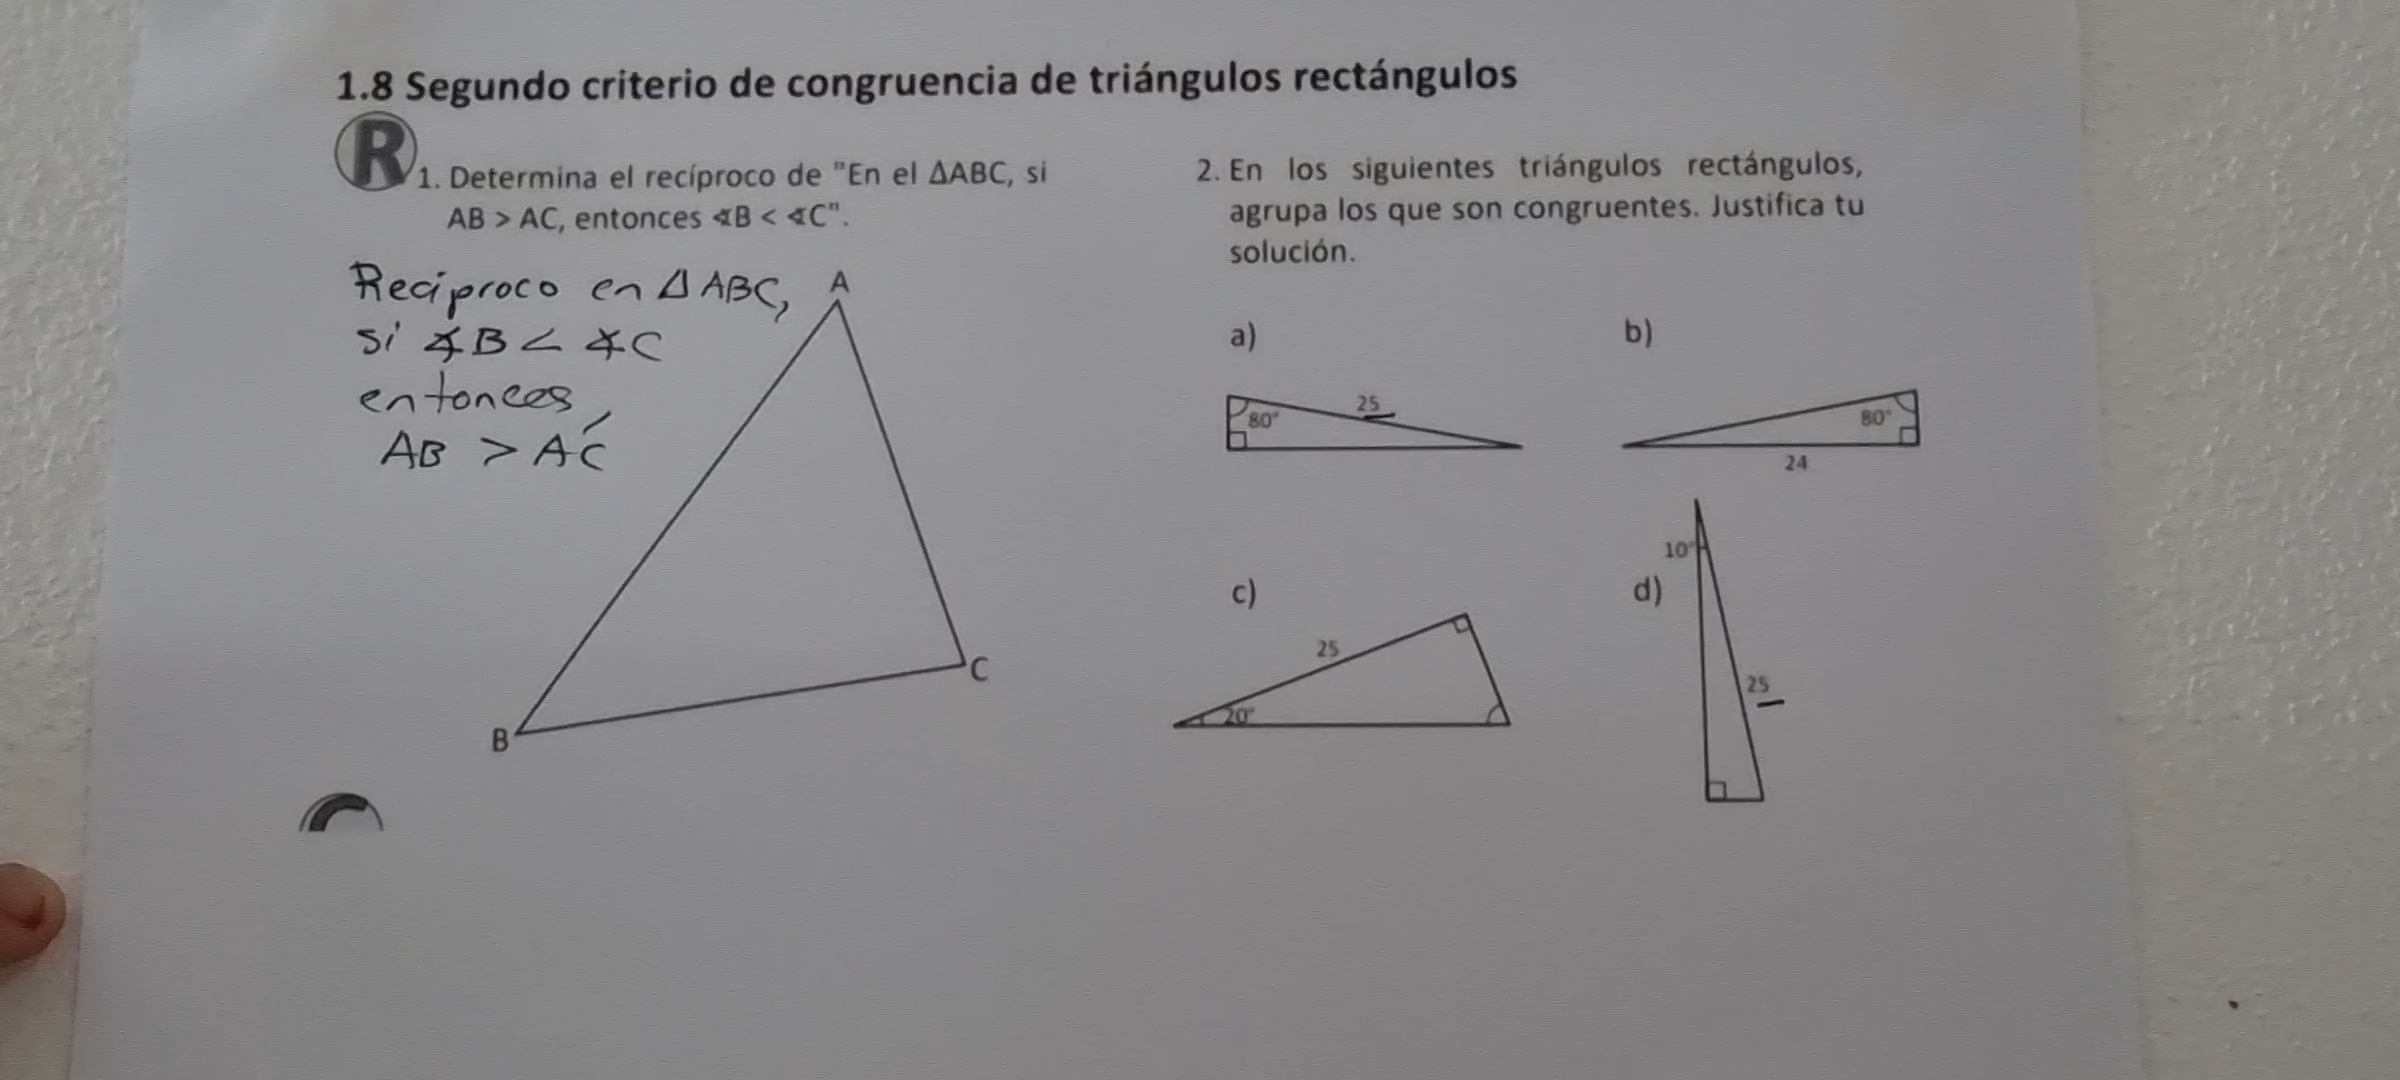 1.8 Segundo criterio de congruencia de triángulos rectángulos
R
1. Determina el recíproco de "En el ΔABC, si
AB > AC, entonces ∢B < ∢C".
Reciproco en Δ ABC,
si ∢B < ∢C
entonces
AB > AC
A
B
C
2. En los siguientes triángulos rectángulos,
agrupa los que son congruentes. Justifica tu
solución.
a)
80°
25
b)
80°
24
c)
25
20°
d)
10°
25